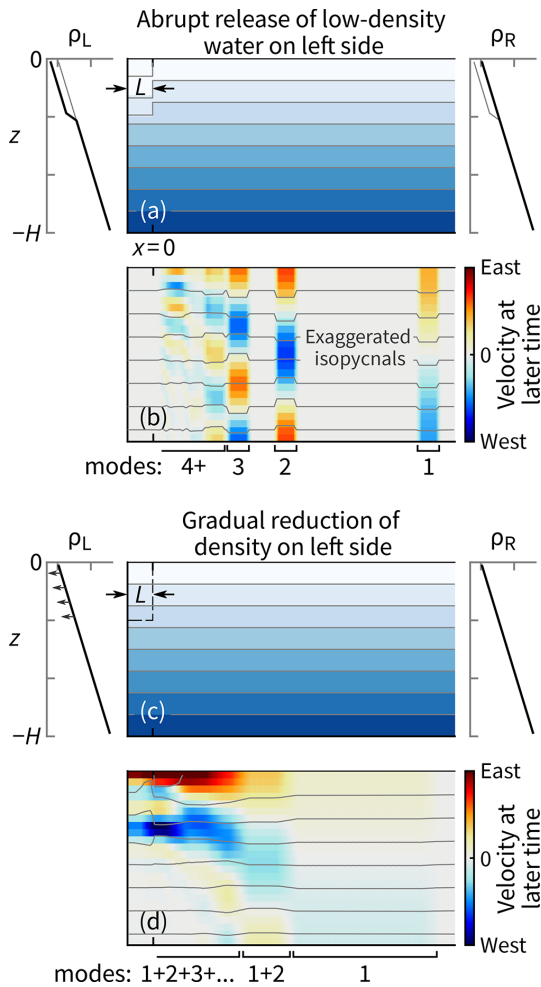 Abrupt release of low-density
water on left side
ρL
ρR
0
z
−H
L
(a)
x=0
East
0
West
Velocity at
later time
Exaggerated
isopycnals
(b)
modes: 4+ 3 2 1
Gradual reduction of
density on left side
ρL
ρR
0
z
−H
L
(c)
East
0
West
Velocity at
later time
(d)
modes: 1+2+3+... 1+2 1